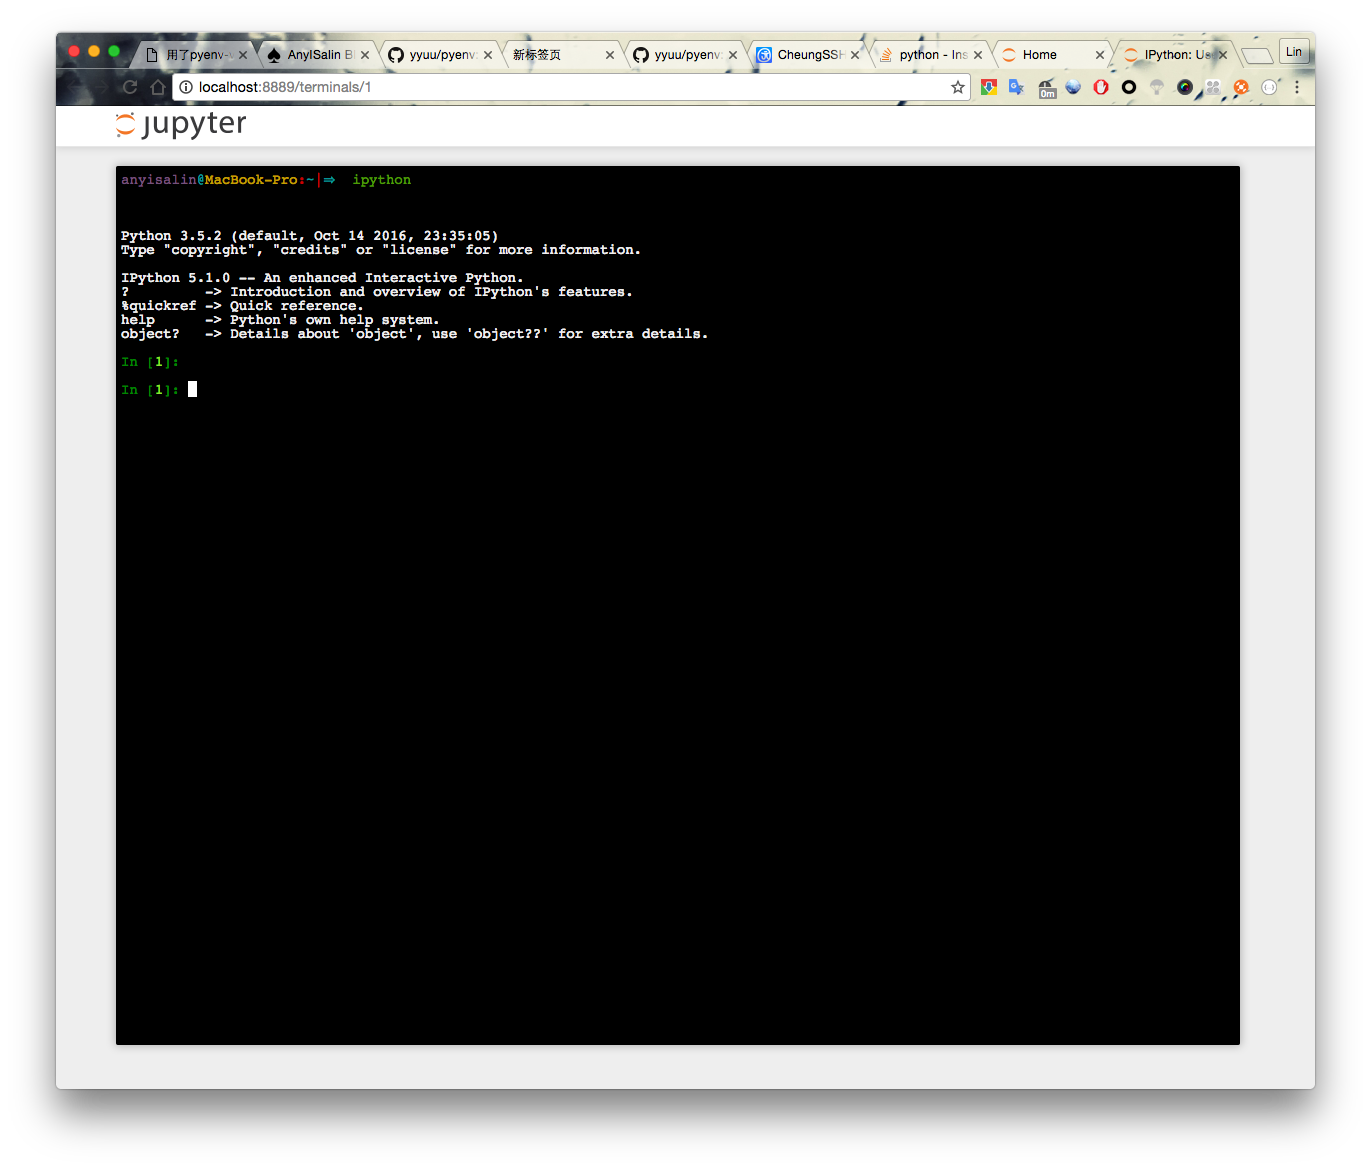 用了pyenv-
AnyISalin B
yyuu/pyenv:
新标签页
yyuu/pyenv:
CheungSSH
python - Ins
Home
IPython: Use
Lin
localhost:8889/terminals/1
0m
jupyter
anyisalin@MacBook-Pro:~|⇒  ipython
Python 3.5.2 (default, Oct 14 2016, 23:35:05)
Type "copyright", "credits" or "license" for more information.
IPython 5.1.0 -- An enhanced Interactive Python.
?         -> Introduction and overview of IPython's features.
%quickref -> Quick reference.
help      -> Python's own help system.
object?   -> Details about 'object', use 'object??' for extra details.
In [1]:
In [1]: